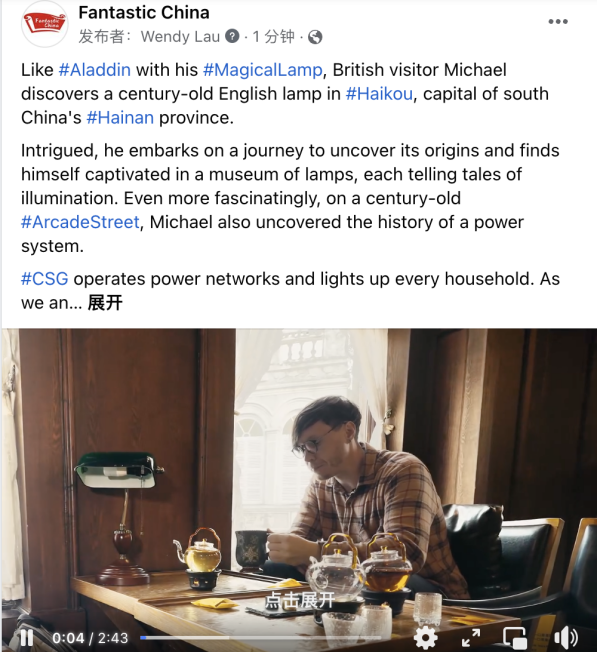 Fantastic China
Fantastic China
发布者： Wendy Lau · 1 分钟 ·
Like #Aladdin with his #MagicalLamp, British visitor Michael
discovers a century-old English lamp in #Haikou, capital of south
China's #Hainan province.
Intrigued, he embarks on a journey to uncover its origins and finds
himself captivated in a museum of lamps, each telling tales of
illumination. Even more fascinatingly, on a century-old
#ArcadeStreet, Michael also uncovered the history of a power
system.
#CSG operates power networks and lights up every household. As
we an... 展开
点击展开
0:04 / 2:43